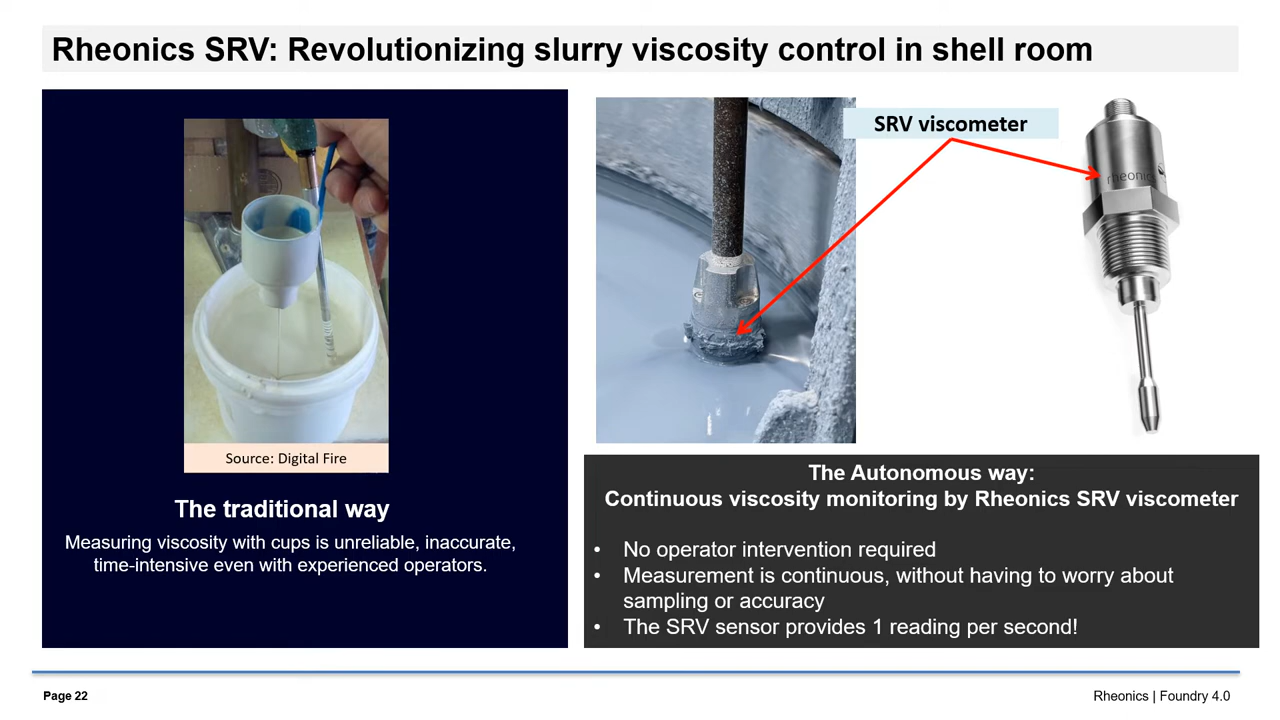 Rheonics SRV: Revolutionizing slurry viscosity control in shell room
Source: Digital Fire
The traditional way
Measuring viscosity with cups is unreliable, inaccurate,
time-intensive even with experienced operators.
SRV viscometer
rheonics
The Autonomous way:
Continuous viscosity monitoring by Rheonics SRV viscometer
• No operator intervention required
• Measurement is continuous, without having to worry about
sampling or accuracy
• The SRV sensor provides 1 reading per second!
Page 22
Rheonics | Foundry 4.0